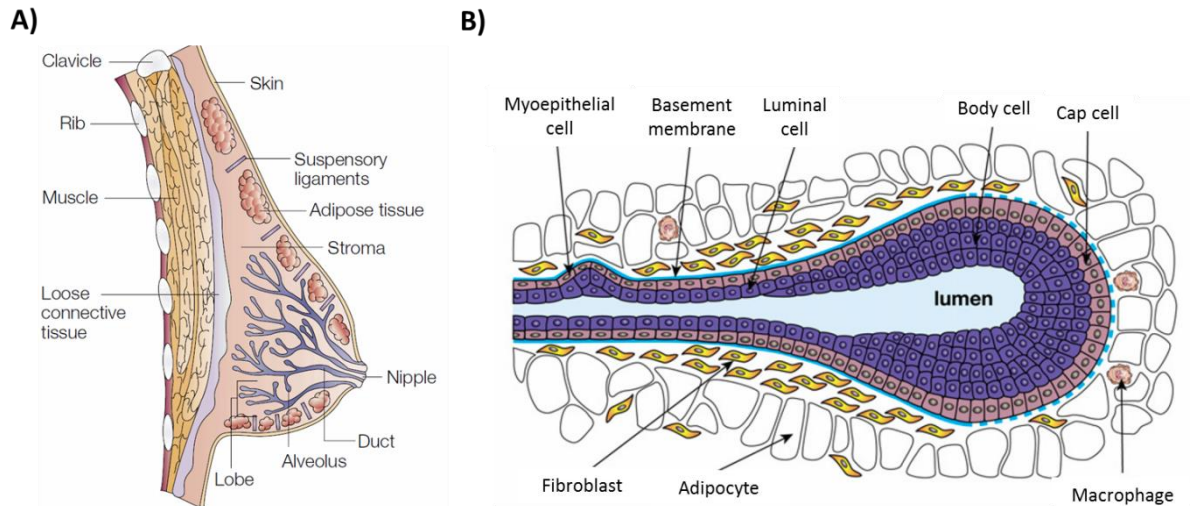 A)
Clavicle
Skin
Rib
Suspensory
ligaments
Muscle
Adipose tissue
Stroma
Loose
connective
tissue
Nipple
Duct
Alveolus
Lobe
B)
Myoepithelial
cell
Basement
membrane
Luminal
cell
Body cell
Cap cell
lumen
Fibroblast
Adipocyte
Macrophage